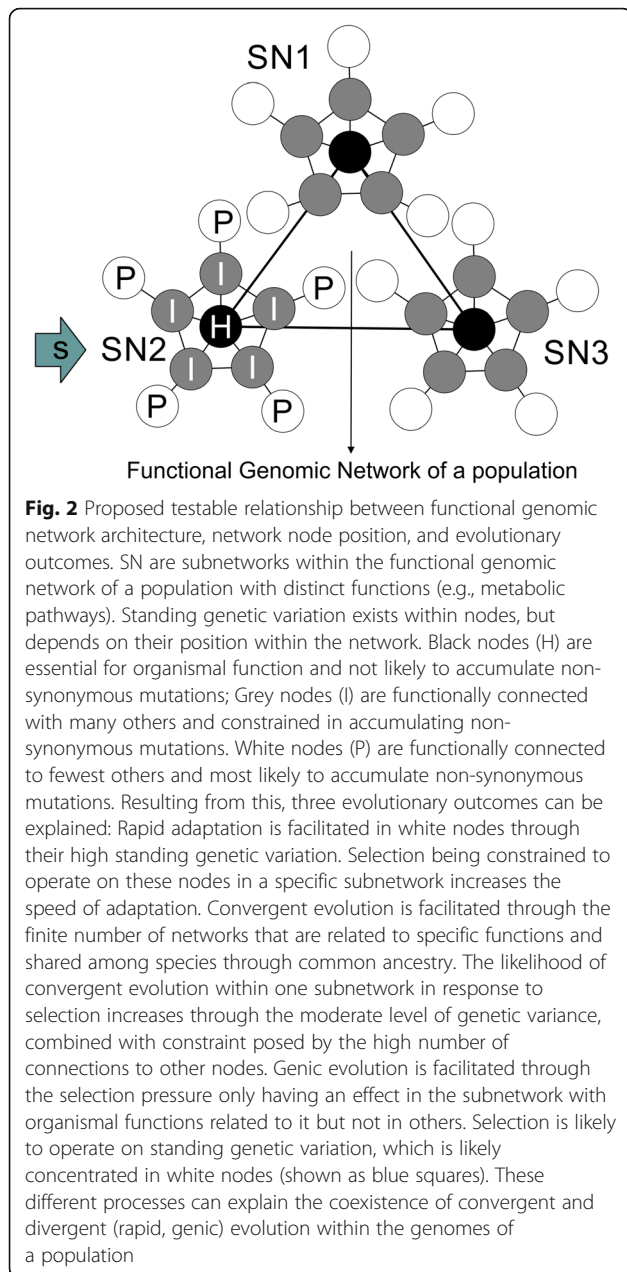 SN1
P
P I P
I I
H
S SN2 I I SN3
P P
Functional Genomic Network of a population
Fig. 2 Proposed testable relationship between functional genomic
network architecture, network node position, and evolutionary
outcomes. SN are subnetworks within the functional genomic
network of a population with distinct functions (e.g., metabolic
pathways). Standing genetic variation exists within nodes, but
depends on their position within the network. Black nodes (H) are
essential for organismal function and not likely to accumulate non-
synonymous mutations; Grey nodes (I) are functionally connected
with many others and constrained in accumulating non-
synonymous mutations. White nodes (P) are functionally connected
to fewest others and most likely to accumulate non-synonymous
mutations. Resulting from this, three evolutionary outcomes can be
explained: Rapid adaptation is facilitated in white nodes through
their high standing genetic variation. Selection being constrained to
operate on these nodes in a specific subnetwork increases the
speed of adaptation. Convergent evolution is facilitated through the
finite number of networks that are related to specific functions and
shared among species through common ancestry. The likelihood of
convergent evolution within one subnetwork in response to
selection increases through the moderate level of genetic variance,
combined with constraint posed by the high number of
connections to other nodes. Genic evolution is facilitated through
the selection pressure only having an effect in the subnetwork with
organismal functions related to it but not in others. Selection is likely
to operate on standing genetic variation, which is likely
concentrated in white nodes (shown as blue squares). These
different processes can explain the coexistence of convergent and
divergent (rapid, genic) evolution within the genomes of
a population